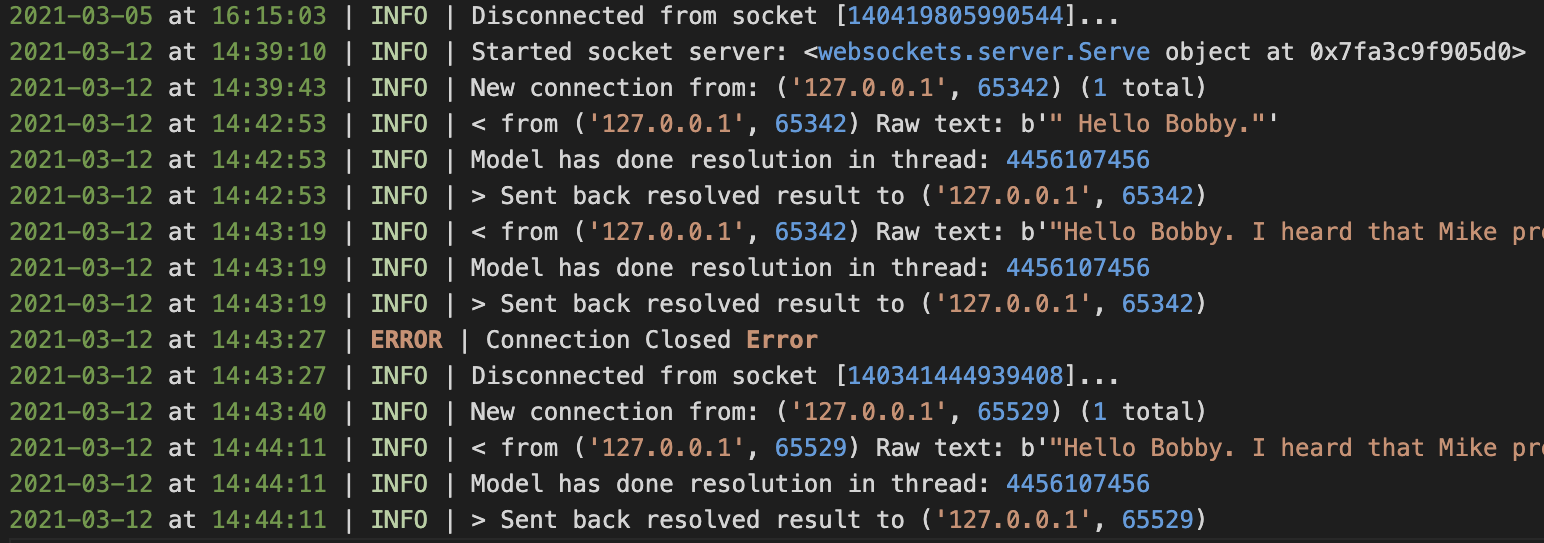 2021-03-05 at 16:15:03 | INFO | Disconnected from socket [140419805990544]...
2021-03-12 at 14:39:10 | INFO | Started socket server: <websockets.server.Serve object at 0x7fa3c9f905d0>
2021-03-12 at 14:39:43 | INFO | New connection from: ('127.0.0.1', 65342) (1 total)
2021-03-12 at 14:42:53 | INFO | < from ('127.0.0.1', 65342) Raw text: b'" Hello Bobby."'
2021-03-12 at 14:42:53 | INFO | Model has done resolution in thread: 4456107456
2021-03-12 at 14:42:53 | INFO | > Sent back resolved result to ('127.0.0.1', 65342)
2021-03-12 at 14:43:19 | INFO | < from ('127.0.0.1', 65342) Raw text: b'"Hello Bobby. I heard that Mike
2021-03-12 at 14:43:19 | INFO | Model has done resolution in thread: 4456107456
2021-03-12 at 14:43:19 | INFO | > Sent back resolved result to ('127.0.0.1', 65342)
2021-03-12 at 14:43:27 | ERROR | Connection Closed Error
2021-03-12 at 14:43:27 | INFO | Disconnected from socket [140341444939408]...
2021-03-12 at 14:43:40 | INFO | New connection from: ('127.0.0.1', 65529) (1 total)
2021-03-12 at 14:44:11 | INFO | < from ('127.0.0.1', 65529) Raw text: b'"Hello Bobby. I heard that Mike
2021-03-12 at 14:44:11 | INFO | Model has done resolution in thread: 4456107456
2021-03-12 at 14:44:11 | INFO | > Sent back resolved result to ('127.0.0.1', 65529)